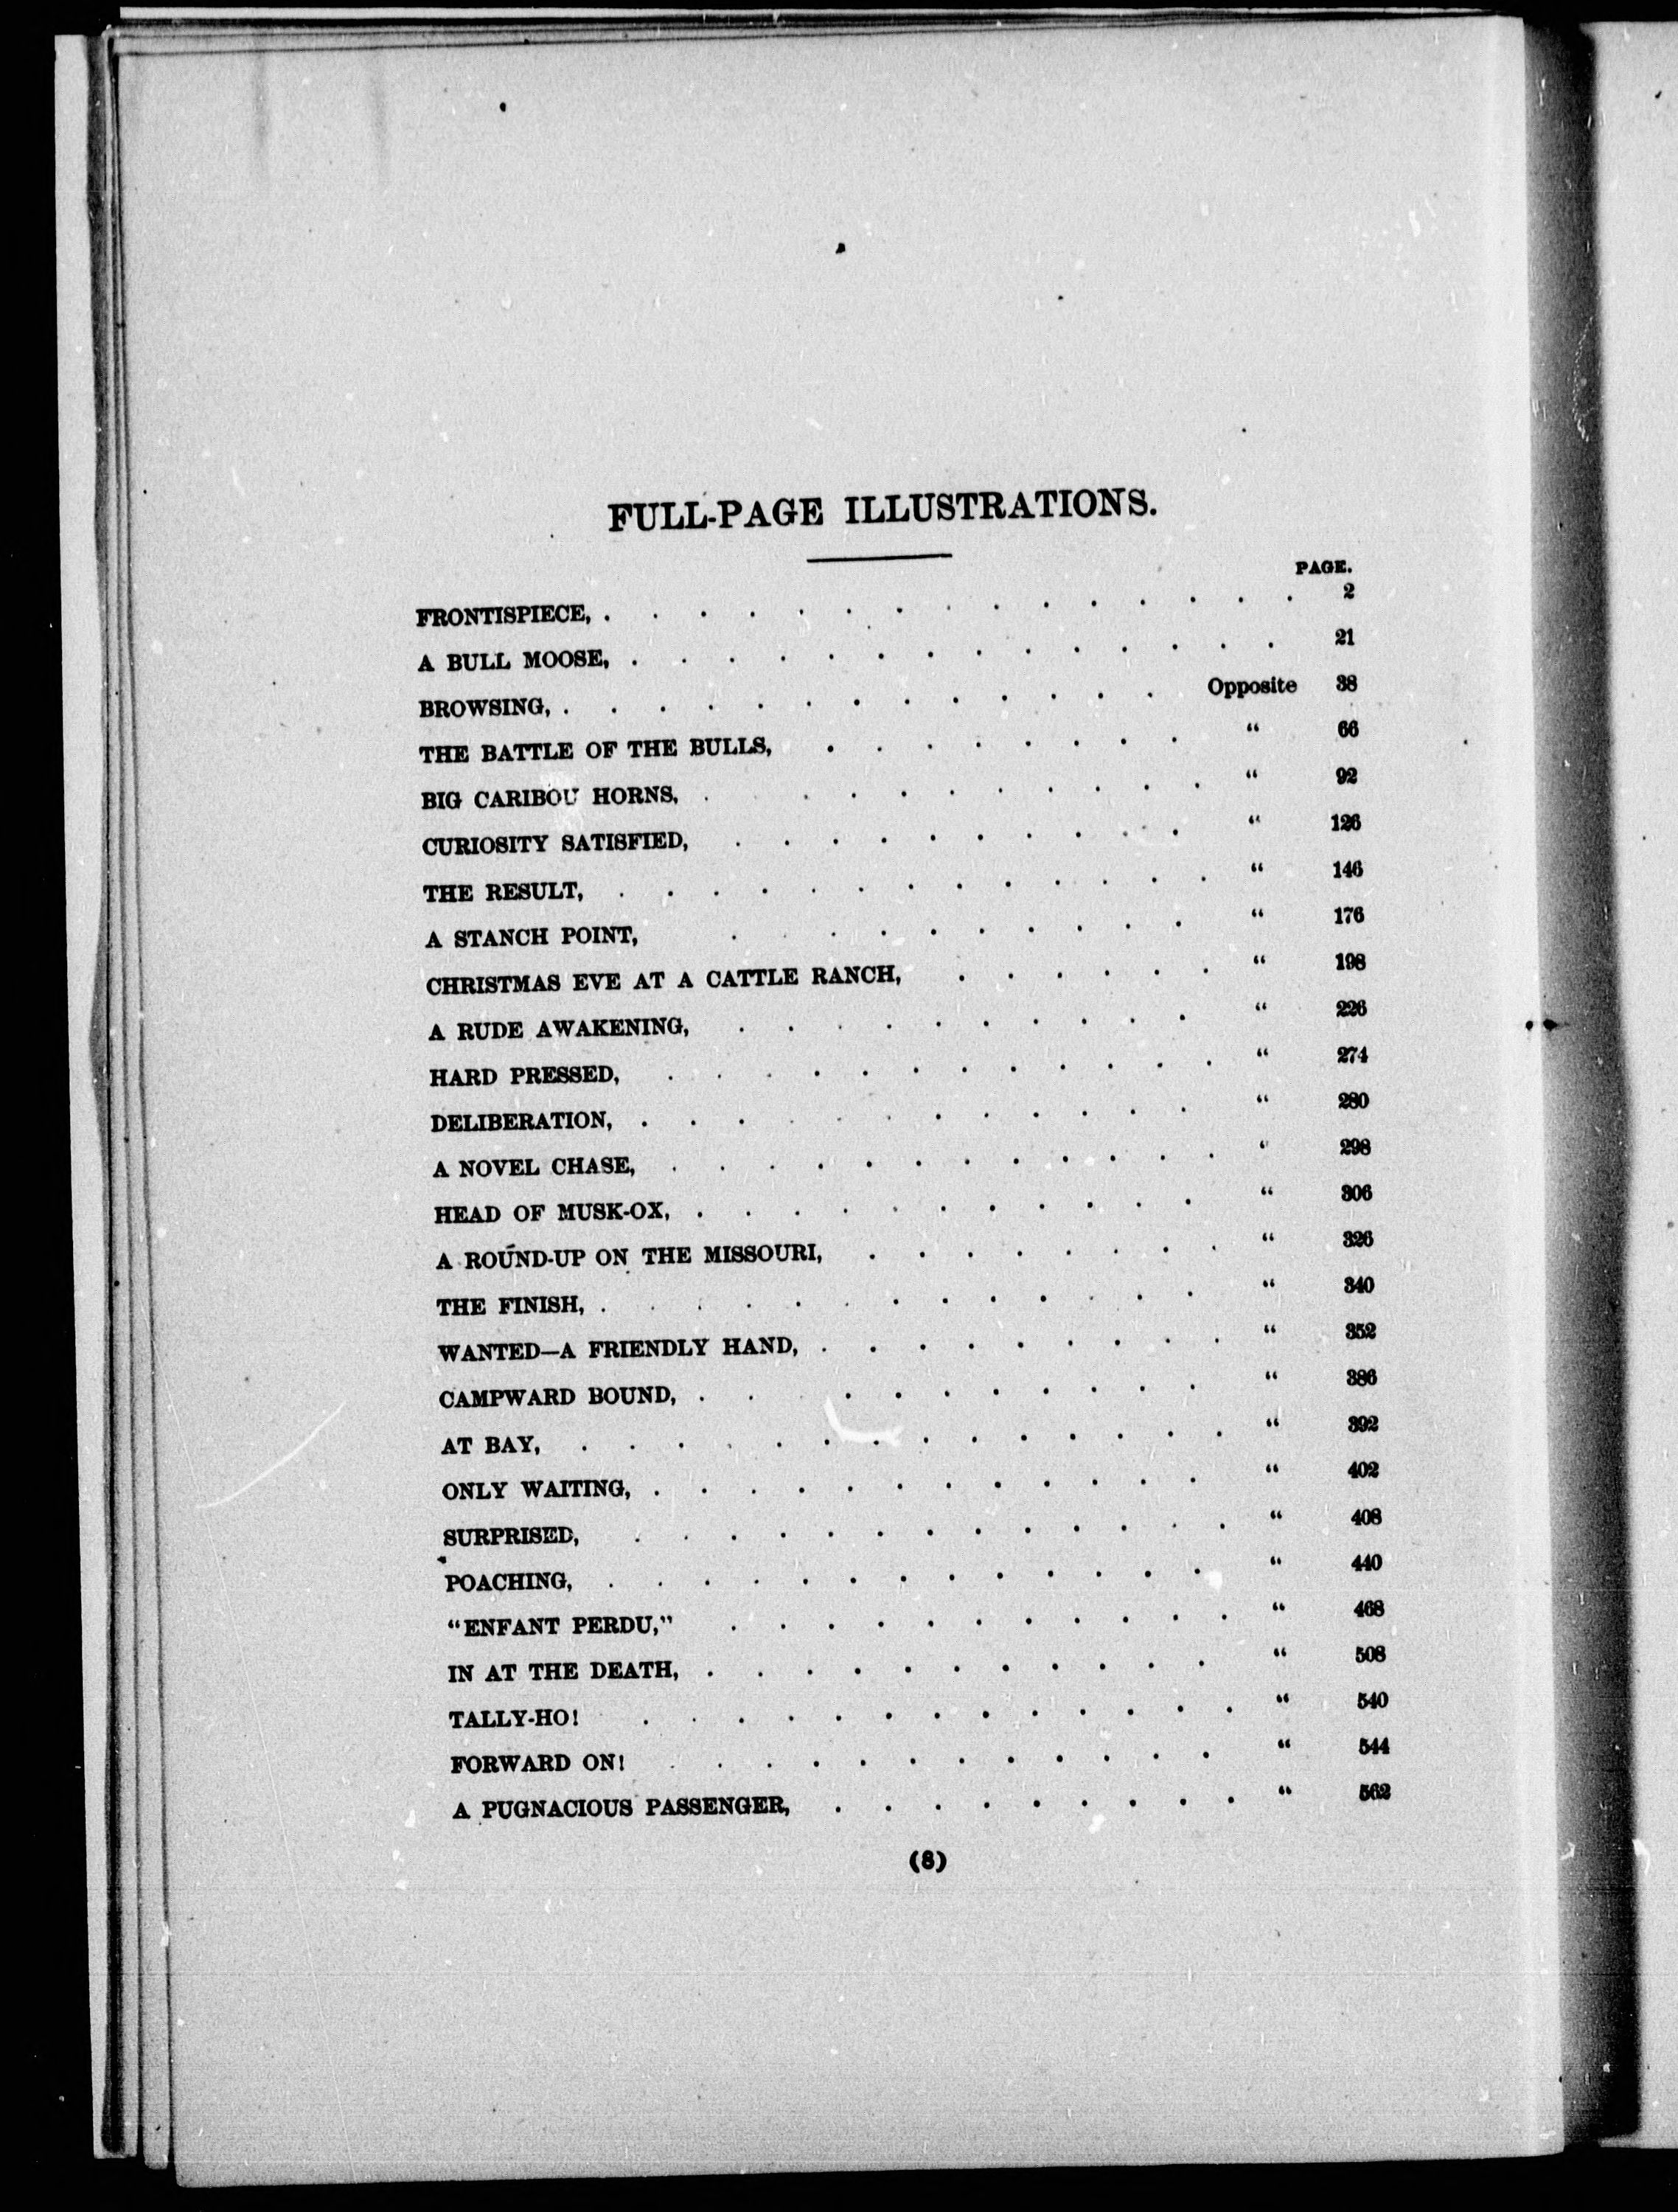 FULL-PAGE ILLUSTRATIONS.
PAGE.
FRONTISPIECE, . . . . . . . . . . . . . . . 2
A BULL MOOSE, . . . . . . . . . . . . . . 21
BROWSING, . . . . . . . . . . . . . Opposite 38
THE BATTLE OF THE BULLS, . . . . . . . . “ 66
BIG CARIBOU HORNS, . . . . . . . . . . “ 92
CURIOSITY SATISFIED, . . . . . . . . . . “ 126
THE RESULT, . . . . . . . . . . . . . “ 146
A STANCH POINT, . . . . . . . . . . “ 176
CHRISTMAS EVE AT A CATTLE RANCH, . . . . . . “ 198
A RUDE AWAKENING, . . . . . . . . . . “ 226
HARD PRESSED, . . . . . . . . . . . . “ 274
DELIBERATION, . . . . . . . . . . . . “ 280
A NOVEL CHASE, . . . . . . . . . . . . “ 298
HEAD OF MUSK-OX, . . . . . . . . . . . “ 306
A ROUND-UP ON THE MISSOURI, . . . . . . . . “ 326
THE FINISH, . . . . . . . . . . . . . “ 340
WANTED—A FRIENDLY HAND, . . . . . . . . . “ 352
CAMPWARD BOUND, . . . . . . . . . . . “ 386
AT BAY, . . . . . . . . . . . . . . “ 392
ONLY WAITING, . . . . . . . . . . . . “ 402
SURPRISED, . . . . . . . . . . . . . “ 408
POACHING, . . . . . . . . . . . . . “ 440
“ENFANT PERDU,” . . . . . . . . . . . “ 468
IN AT THE DEATH, . . . . . . . . . . . “ 508
TALLY-HO! . . . . . . . . . . . . . “ 540
FORWARD ON! . . . . . . . . . . . . “ 544
A PUGNACIOUS PASSENGER, . . . . . . . . . “ 562
(8)